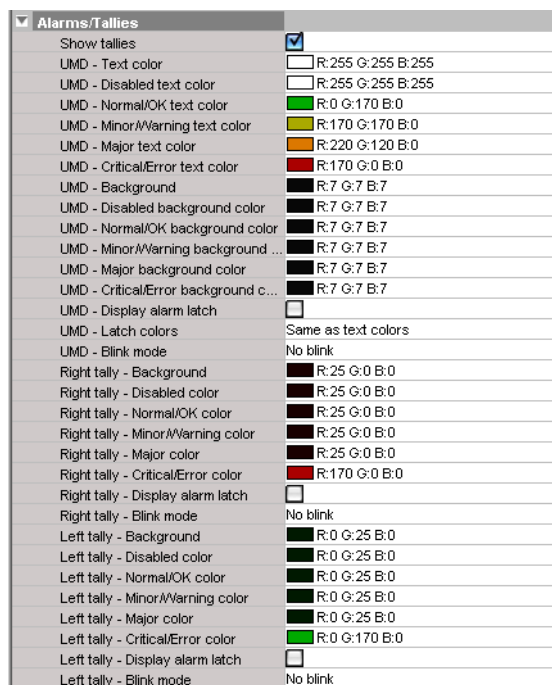 Alarms/Tallies
Show tallies
UMD - Text color R:255 G:255 B:255
UMD - Disabled text color R:255 G:255 B:255
UMD - Normal/OK text color R:0 G:170 B:0
UMD - Minor/Warning text color R:170 G:170 B:0
UMD - Major text color R:220 G:120 B:0
UMD - Critical/Error text color R:170 G:0 B:0
UMD - Background R:7 G:7 B:7
UMD - Disabled background color R:7 G:7 B:7
UMD - Normal/OK background color R:7 G:7 B:7
UMD - Minor/Warning background ... R:7 G:7 B:7
UMD - Major background color R:7 G:7 B:7
UMD - Critical/Error background c... R:7 G:7 B:7
UMD - Display alarm latch
UMD - Latch colors Same as text colors
UMD - Blink mode No blink
Right tally - Background R:25 G:0 B:0
Right tally - Disabled color R:25 G:0 B:0
Right tally - Normal/OK color R:25 G:0 B:0
Right tally - Minor/Warning color R:25 G:0 B:0
Right tally - Major color R:25 G:0 B:0
Right tally - Critical/Error color R:170 G:0 B:0
Right tally - Display alarm latch
Right tally - Blink mode No blink
Left tally - Background R:0 G:25 B:0
Left tally - Disabled color R:0 G:25 B:0
Left tally - Normal/OK color R:0 G:25 B:0
Left tally - Minor/Warning color R:0 G:25 B:0
Left tally - Major color R:0 G:25 B:0
Left tally - Critical/Error color R:0 G:170 B:0
Left tally - Display alarm latch
Left tally - Blink mode No blink